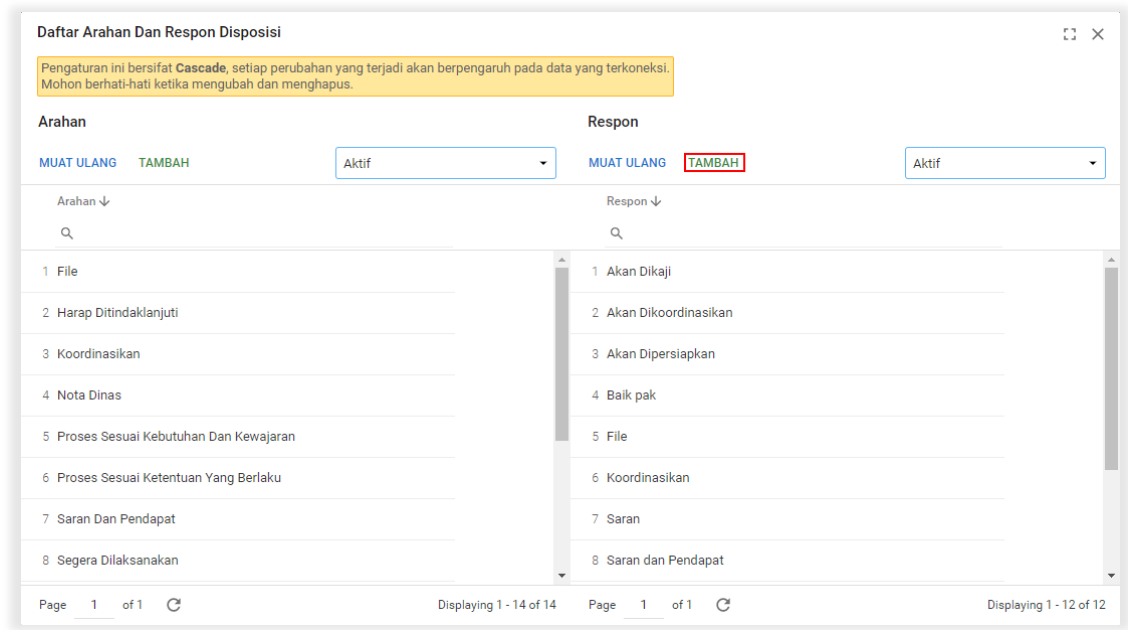 Daftar Arahan Dan Respon Disposisi
Pengaturan ini bersifat Cascade, setiap perubahan yang terjadi akan berpengaruh pada data yang terkoneksi.
Mohon berhati-hati ketika mengubah dan menghapus.
Arahan
MUAT ULANG TAMBAH Aktif
Arahan
1 File
2 Harap Ditindaklanjuti
3 Koordinasikan
4 Nota Dinas
5 Proses Sesuai Kebutuhan Dan Kewajaran
6 Proses Sesuai Ketentuan Yang Berlaku
7 Saran Dan Pendapat
8 Segera Dilaksanakan
Page 1 of 1 Displaying 1 - 14 of 14
Respon
MUAT ULANG TAMBAH Aktif
Respon
1 Akan Dikaji
2 Akan Dikoordinasikan
3 Akan Dipersiapkan
4 Baik pak
5 File
6 Koordinasikan
7 Saran
8 Saran dan Pendapat
Page 1 of 1 Displaying 1 - 12 of 12